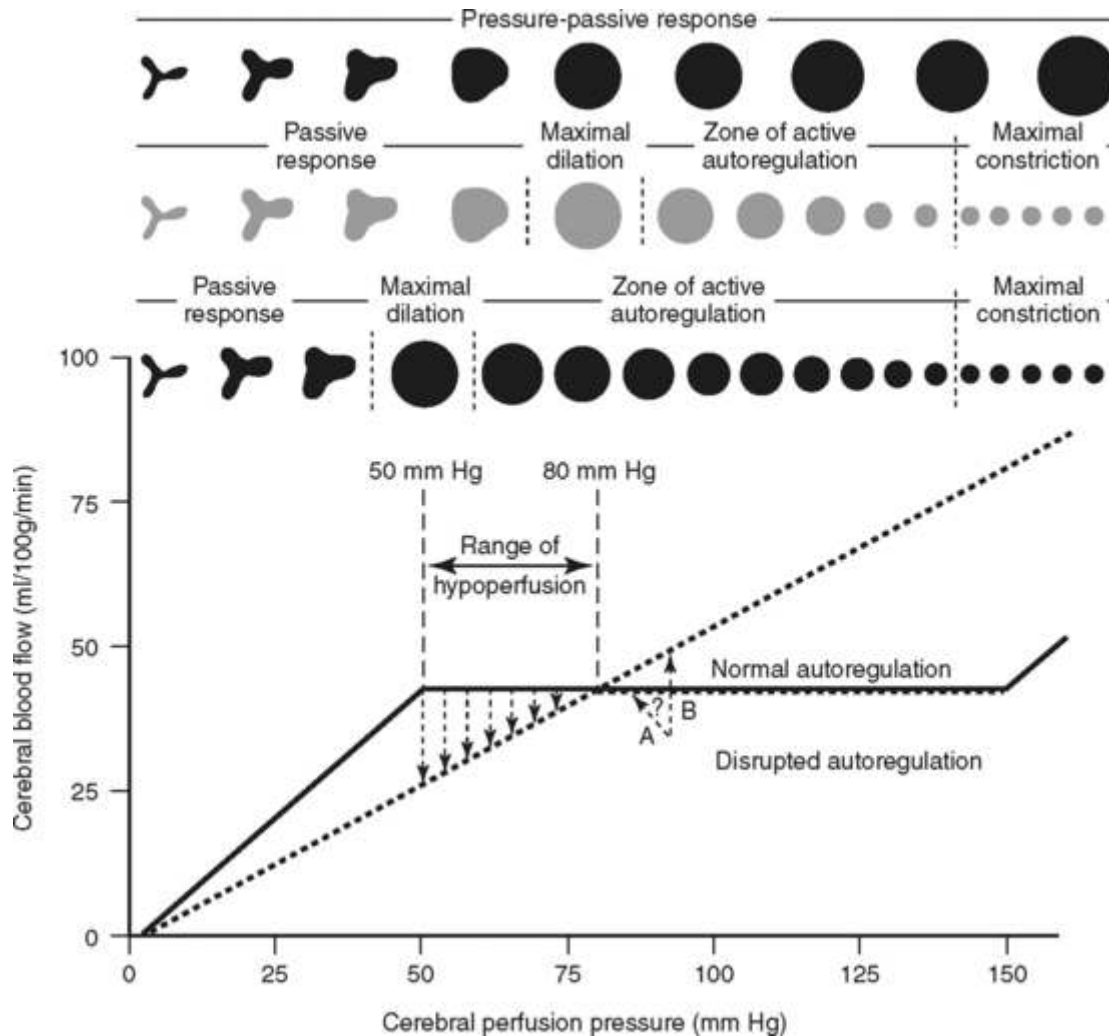 Pressure-passive response
Passive
response
Maximal
dilation
Zone of active
autoregulation
Maximal
constriction
Passive
response
Maximal
dilation
Zone of active
autoregulation
Maximal
constriction
100
75
50
25
0
Cerebral blood flow (ml/100g/min)
50 mm Hg
80 mm Hg
Range of
hypoperfusion
Normal autoregulation
?
A
B
Disrupted autoregulation
0
50
75
100
125
150
Cerebral perfusion pressure (mm Hg)